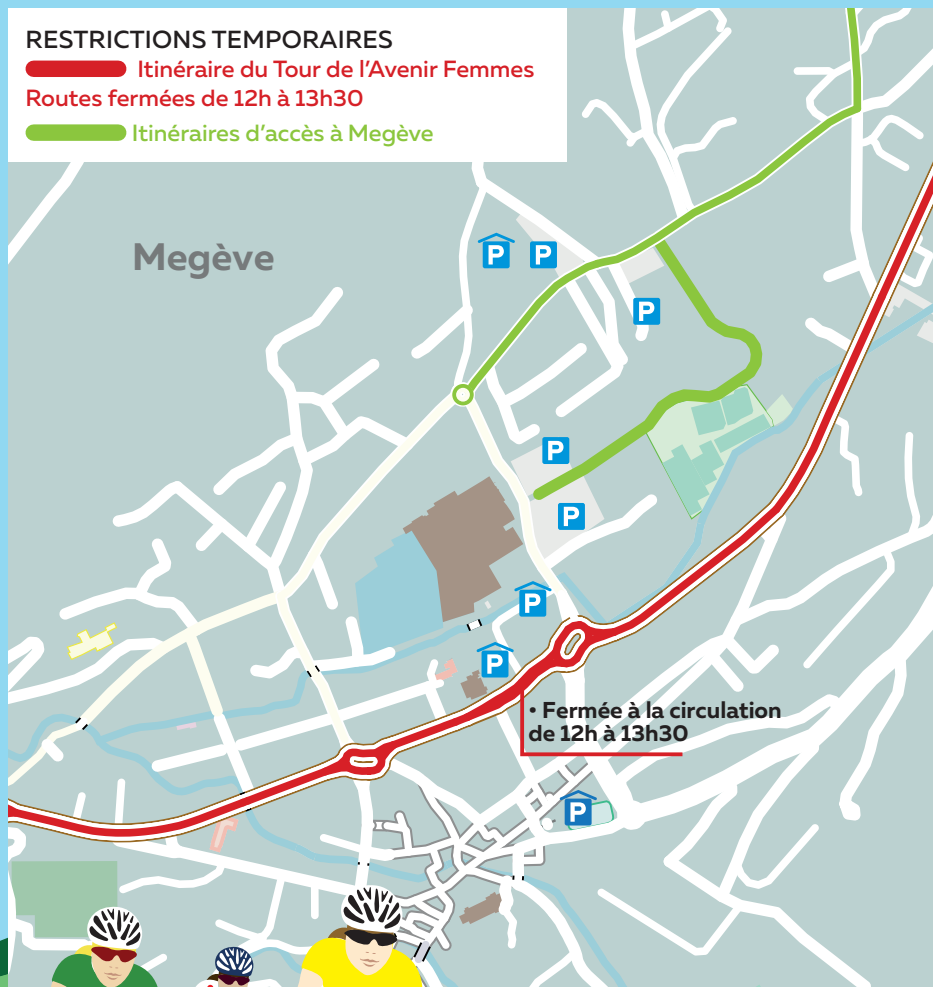 RESTRICTIONS TEMPORAIRES
Itinéraire du Tour de l'Avenir Femmes
Routes fermées de 12h à 13h30
Itinéraires d'accès à Megève
Megève
P
P
P
P
P
P
P
• Fermée à la circulation
de 12h à 13h30
P